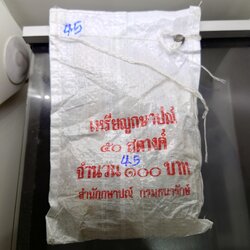 45
เหรียญกษาปณ์
๕๐ สตางค์
45
จำนวน ๑๐๐ บาท
สำนักกษาปณ์ กรมธนารักษ์